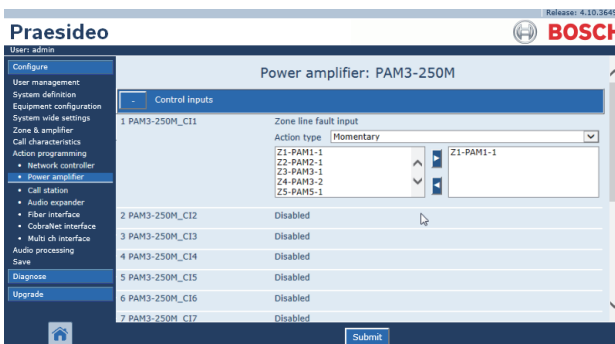 Release: 4.10.3649
Praesideo
BOSCH
User: admin
Configure
User management
System definition
Equipment configuration
System wide settings
Zone & amplifier
Call characteristics
Action programming
• Network controller
• Power amplifier
• Call station
• Audio expander
• Fiber interface
• CobraNet interface
• Multi ch interface
Audio processing
Save
Diagnose
Upgrade
Power amplifier: PAM3-250M
- Control inputs
1 PAM3-250M_CI1 Zone line fault input
Action type Momentary
Z1-PAM1-1 Z1-PAM1-1
Z2-PAM2-1
Z3-PAM3-1
Z4-PAM3-2
Z5-PAM5-1
2 PAM3-250M_CI2 Disabled
3 PAM3-250M_CI3 Disabled
4 PAM3-250M_CI4 Disabled
5 PAM3-250M_CI5 Disabled
6 PAM3-250M_CI6 Disabled
7 PAM3-250M_CI7 Disabled
Submit